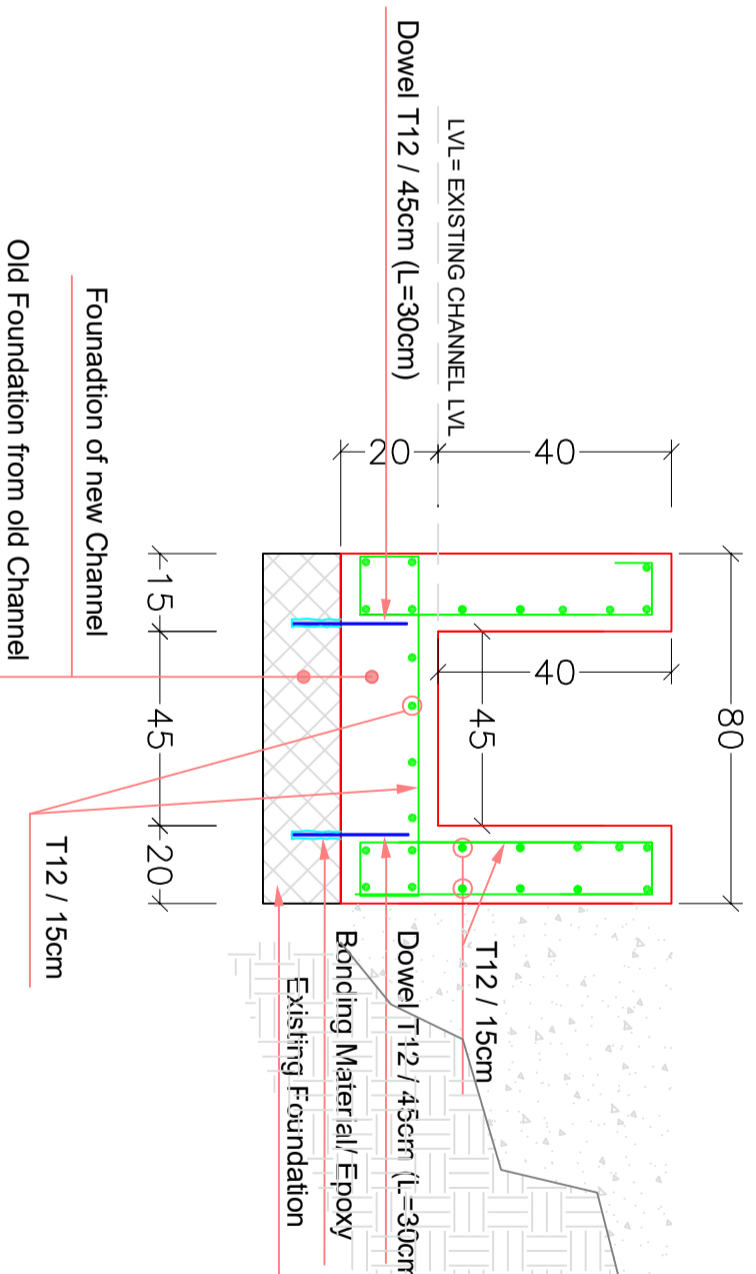 80
40
20
LVL= EXISTING CHANNEL LVL
Dowel T12 / 45cm (L=30cm)
40
45
15
45
20
T12 / 15cm
Dowel T12 / 45cm (L=30cm
Bonding Material/ Epoxy
Existing Foundation
T12 / 15cm
Founadtion of new Channel
Old Foundation from old Channel